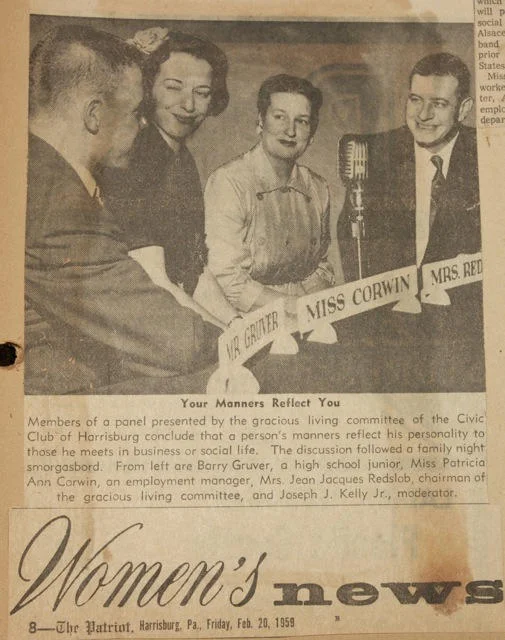 which
will p
social
Alsace
band
prior
States
Miss
worke
ter, A
emplo
depar
MR. GRUVER
MISS CORWIN
MRS. RED
Your Manners Reflect You
Members of a panel presented by the gracious living committee of the Civic
Club of Harrisburg conclude that a person's manners reflect his personality to
those he meets in business or social life. The discussion followed a family night
smorgasbord. From left are Barry Gruver, a high school junior, Miss Patricia
Ann Corwin, an employment manager, Mrs. Jean Jacques Redslob, chairman of
the gracious living committee, and Joseph J. Kelly Jr., moderator.
Women's news
8—The Patriot, Harrisburg, Pa., Friday, Feb. 20, 1959